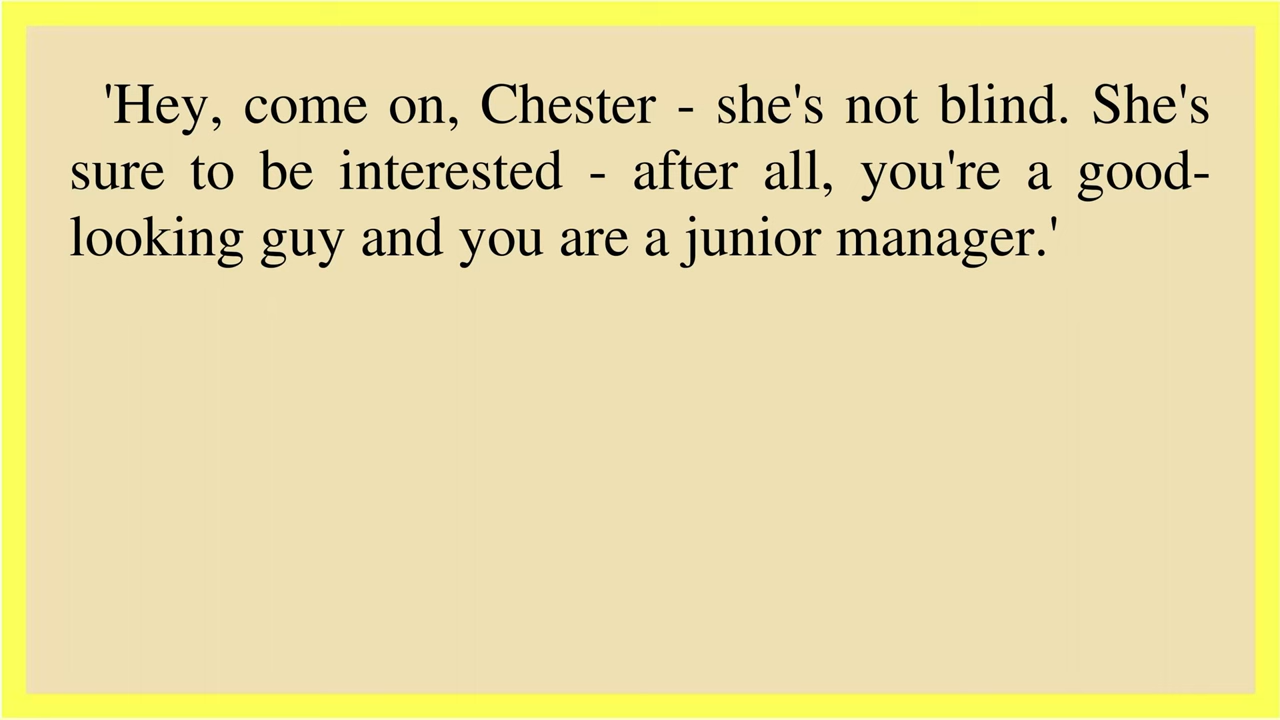 'Hey, come on, Chester - she's not blind. She's
sure to be interested - after all, you're a good-
looking guy and you are a junior manager.'